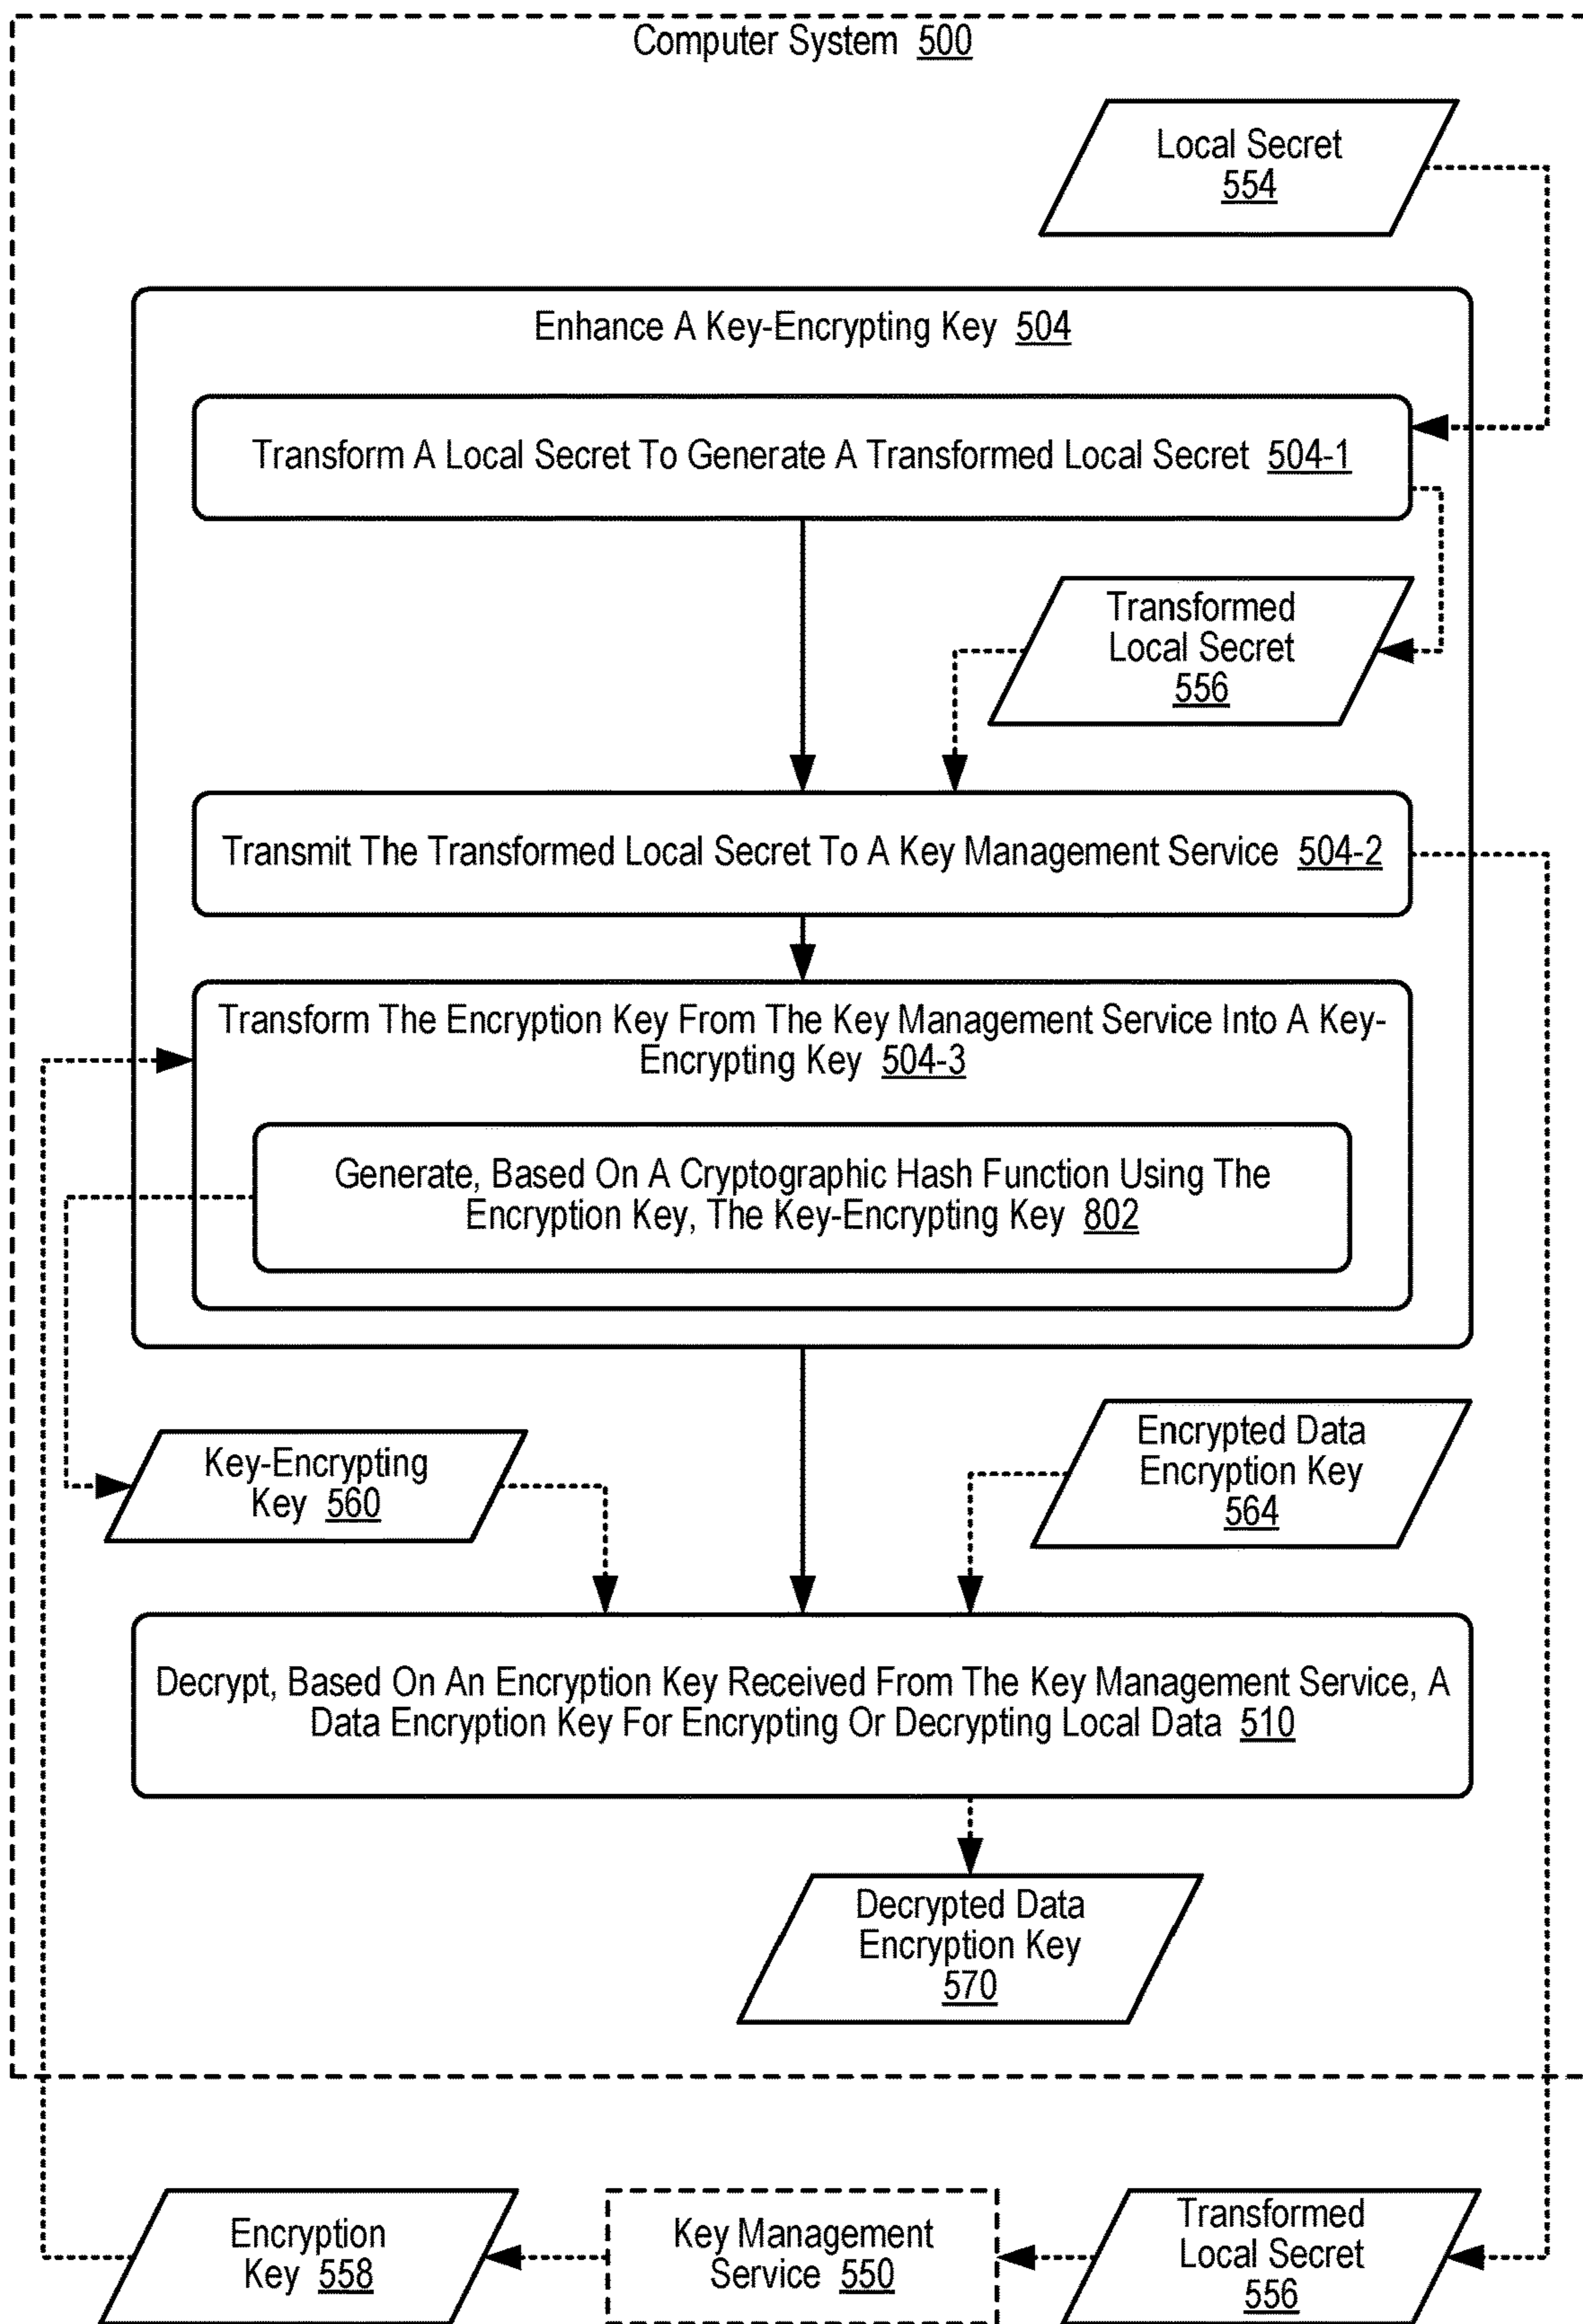 Computer System 500
Local Secret
554
Enhance A Key-Encrypting Key 504
Transform A Local Secret To Generate A Transformed Local Secret 504-1
Transformed
Local Secret
556
Transmit The Transformed Local Secret To A Key Management Service 504-2
Transform The Encryption Key From The Key Management Service Into A Key-
Encrypting Key 504-3
Generate, Based On A Cryptographic Hash Function Using The
Encryption Key, The Key-Encrypting Key 802
Key-Encrypting
Key 560
Encrypted Data
Encryption Key
564
Decrypt, Based On An Encryption Key Received From The Key Management Service, A
Data Encryption Key For Encrypting Or Decrypting Local Data 510
Decrypted Data
Encryption Key
570
Encryption
Key 558
Key Management
Service 550
Transformed
Local Secret
556